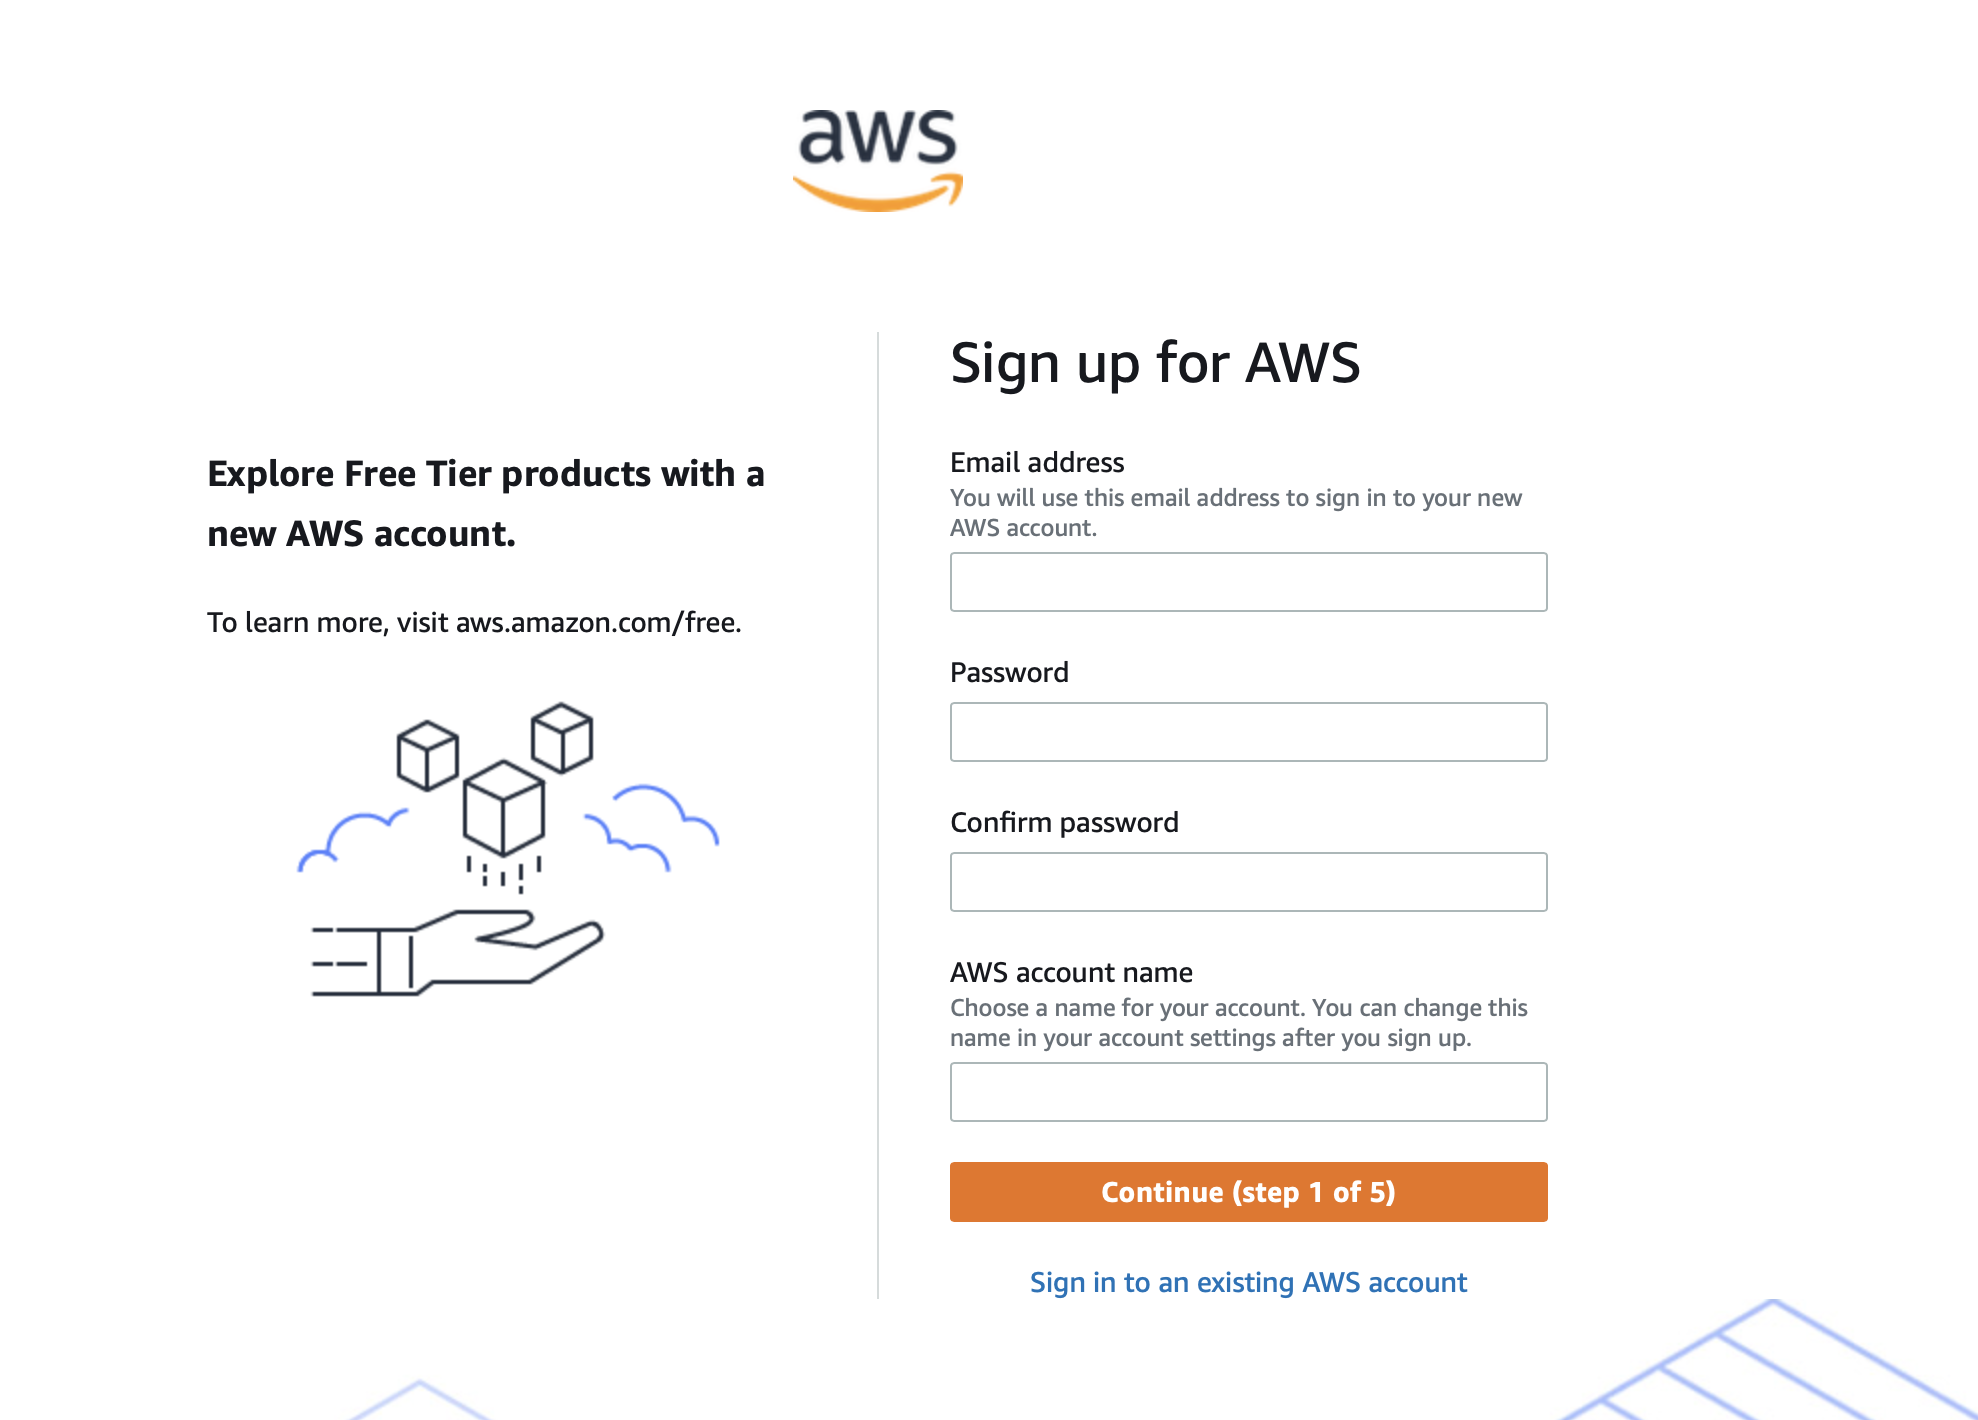 aws
Explore Free Tier products with a
new AWS account.
To learn more, visit aws.amazon.com/free.
Sign up for AWS
Email address
You will use this email address to sign in to your new
AWS account.
Password
Confirm password
AWS account name
Choose a name for your account. You can change this
name in your account settings after you sign up.
Continue (step 1 of 5)
Sign in to an existing AWS account